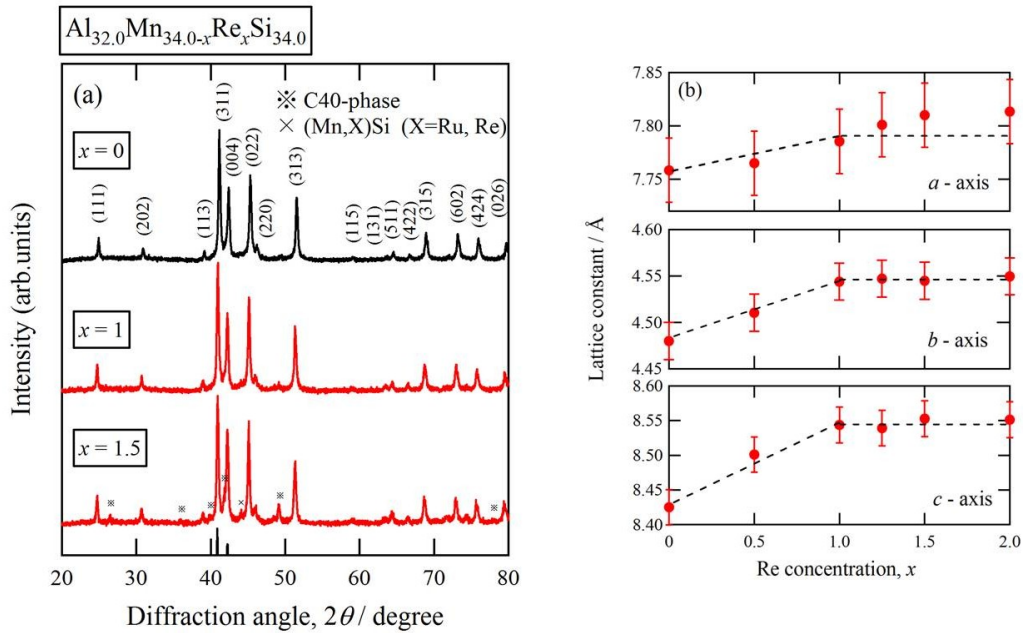 Al32.0Mn34.0-xRexSi34.0
(a)
※ C40-phase
× (Mn,X)Si (X=Ru, Re)
x = 0
(111)
(202)
(113)
(311)
(004)
(022)
(220)
(313)
(115)
(131)
(511)
(422)
(315)
(602)
(424)
(026)
x = 1
x = 1.5
※
※
※
※
×
※
※
Intensity (arb.units)
20 30 40 50 60 70 80
Diffraction angle, 2θ / degree
(b)
7.85
7.80
7.75
a - axis
4.60
4.55
4.50
4.45
b - axis
8.60
8.55
8.50
8.45
8.40
c - axis
Lattice constant / Å
0 0.5 1.0 1.5 2.0
Re concentration, x